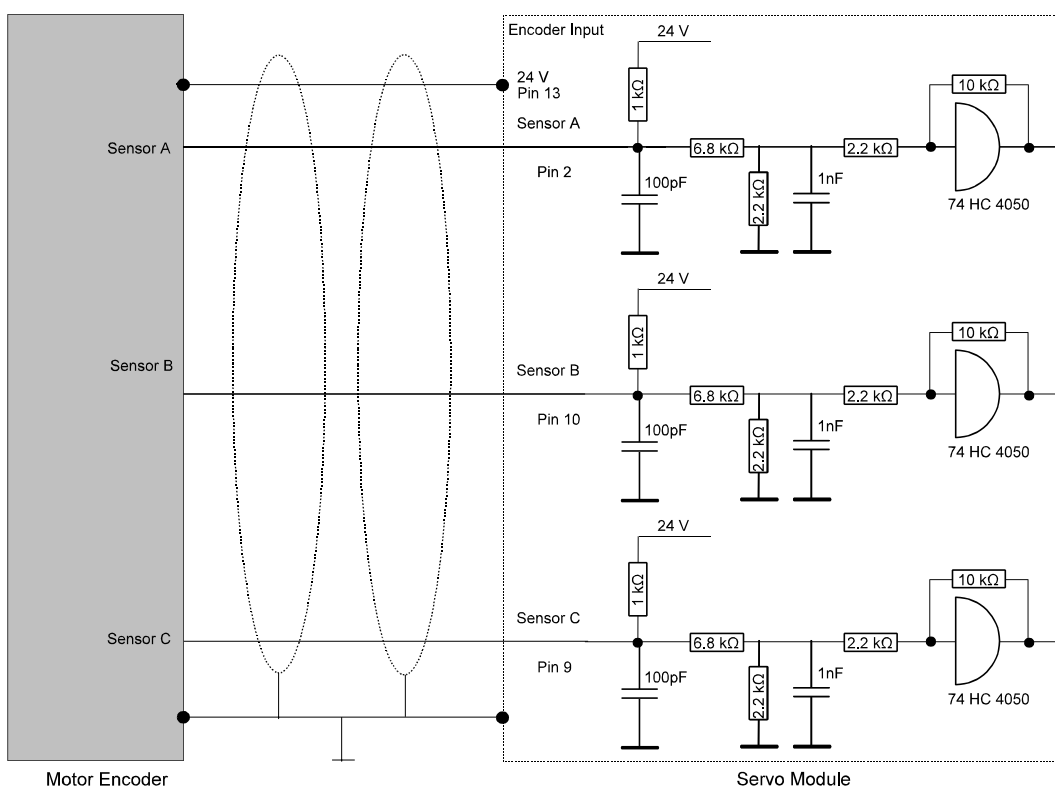 Encoder Input
24 V
1 kΩ
24 V
Pin 13
Sensor A
Sensor A
Pin 2
100pF
6.8 kΩ
2.2 kΩ
1nF
2.2 kΩ
10 kΩ
74 HC 4050
24 V
1 kΩ
Sensor B
Sensor B
Pin 10
100pF
6.8 kΩ
2.2 kΩ
1nF
2.2 kΩ
10 kΩ
74 HC 4050
24 V
1 kΩ
Sensor C
Sensor C
Pin 9
100pF
6.8 kΩ
2.2 kΩ
1nF
2.2 kΩ
10 kΩ
74 HC 4050
Motor Encoder
Servo Module